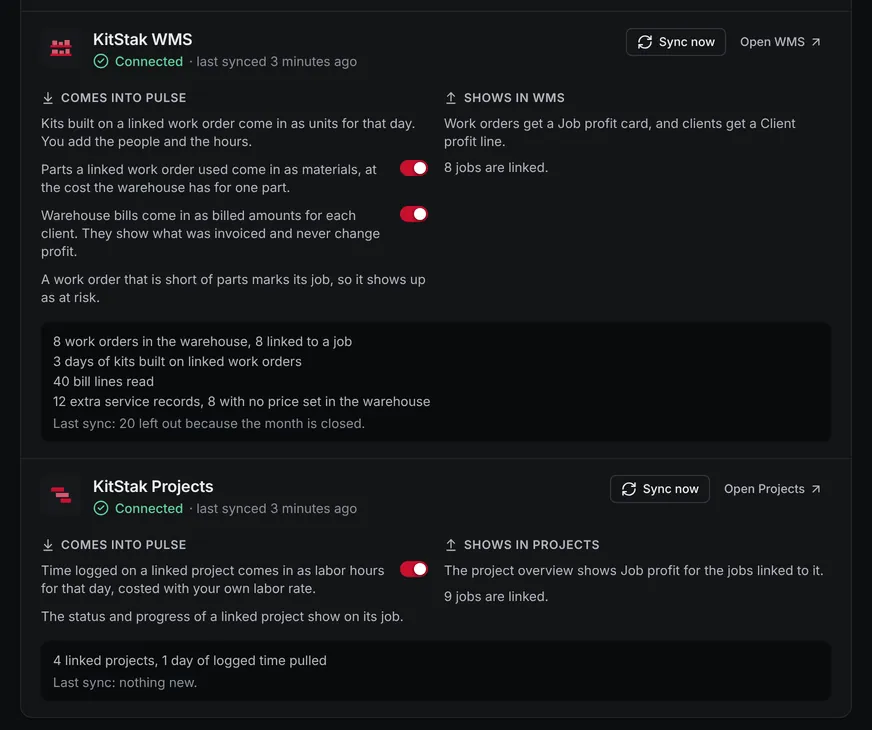 KitStak WMS
Connected · last synced 3 minutes ago
Sync now
Open WMS
COMES INTO PULSE
Kits built on a linked work order come in as units for that day.
You add the people and the hours.
Parts a linked work order used come in as materials, at
the cost the warehouse has for one part.
Warehouse bills come in as billed amounts for each
client. They show what was invoiced and never change
profit.
A work order that is short of parts marks its job, so it shows up
as at risk.
SHOWS IN WMS
Work orders get a Job profit card, and clients get a Client
profit line.
8 jobs are linked.
8 work orders in the warehouse, 8 linked to a job
3 days of kits built on linked work orders
40 bill lines read
12 extra service records, 8 with no price set in the warehouse
Last sync: 20 left out because the month is closed.
KitStak Projects
Connected · last synced 3 minutes ago
Sync now
Open Projects
COMES INTO PULSE
Time logged on a linked project comes in as labor hours
for that day, costed with your own labor rate.
The status and progress of a linked project show on its job.
SHOWS IN PROJECTS
The project overview shows Job profit for the jobs linked to it.
9 jobs are linked.
4 linked projects, 1 day of logged time pulled
Last sync: nothing new.